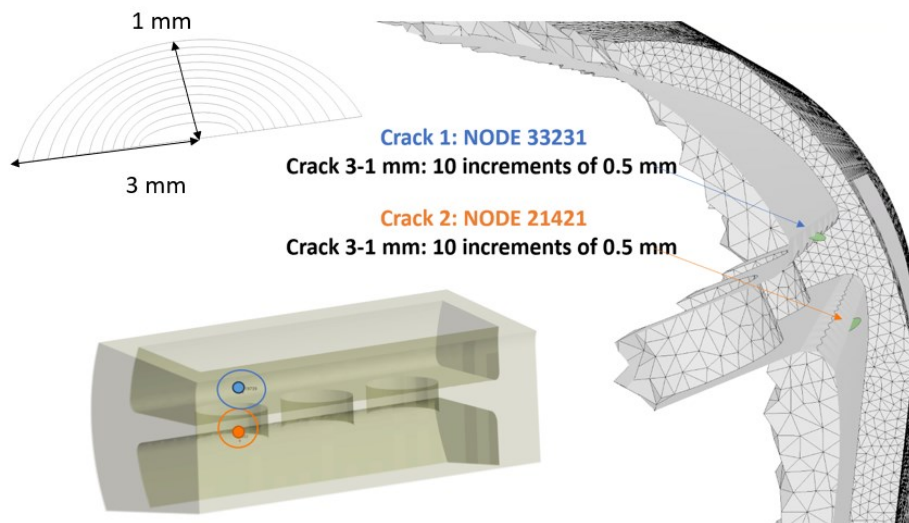 1 mm
3 mm
Crack 1: NODE 33231
Crack 3-1 mm: 10 increments of 0.5 mm
Crack 2: NODE 21421
Crack 3-1 mm: 10 increments of 0.5 mm